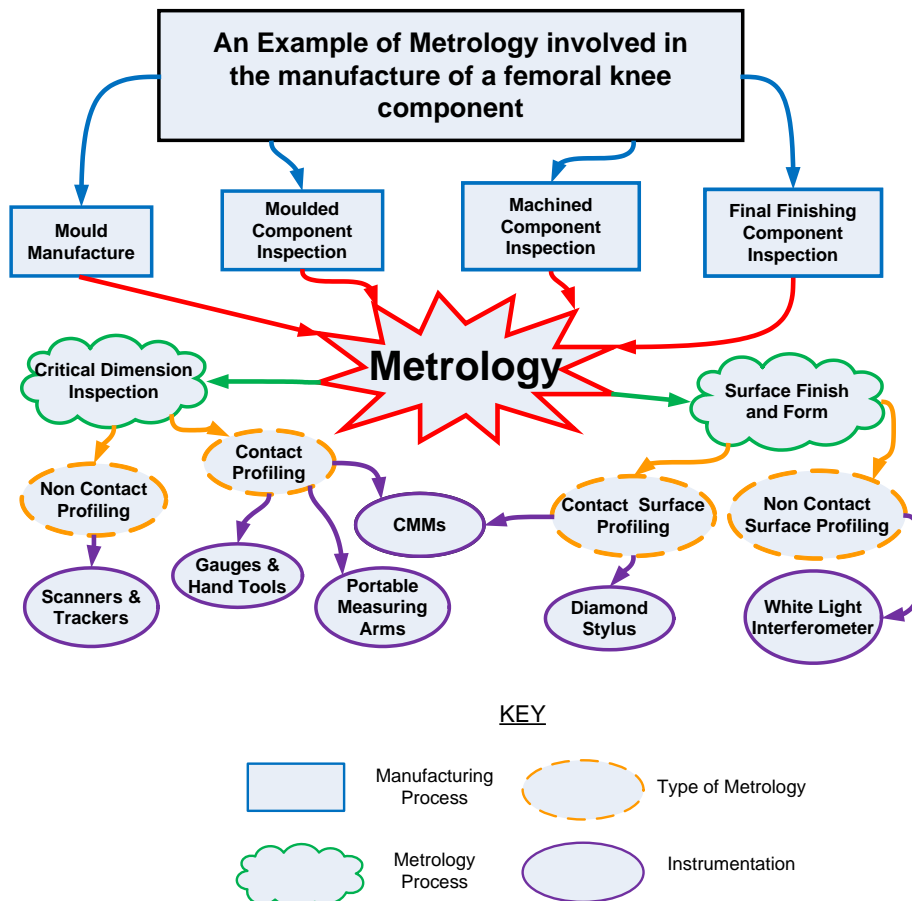 An Example of Metrology involved in
the manufacture of a femoral knee
component
Mould
Manufacture
Moulded
Component
Inspection
Machined
Component
Inspection
Final Finishing
Component
Inspection
Metrology
Critical Dimension
Inspection
Surface Finish
and Form
Non Contact
Profiling
Contact
Profiling
CMMs
Contact Surface
Profiling
Non Contact
Surface Profiling
Scanners &
Trackers
Gauges &
Hand Tools
Portable
Measuring
Arms
Diamond
Stylus
White Light
Interferometer
KEY
Manufacturing
Process
Type of Metrology
Metrology
Process
Instrumentation